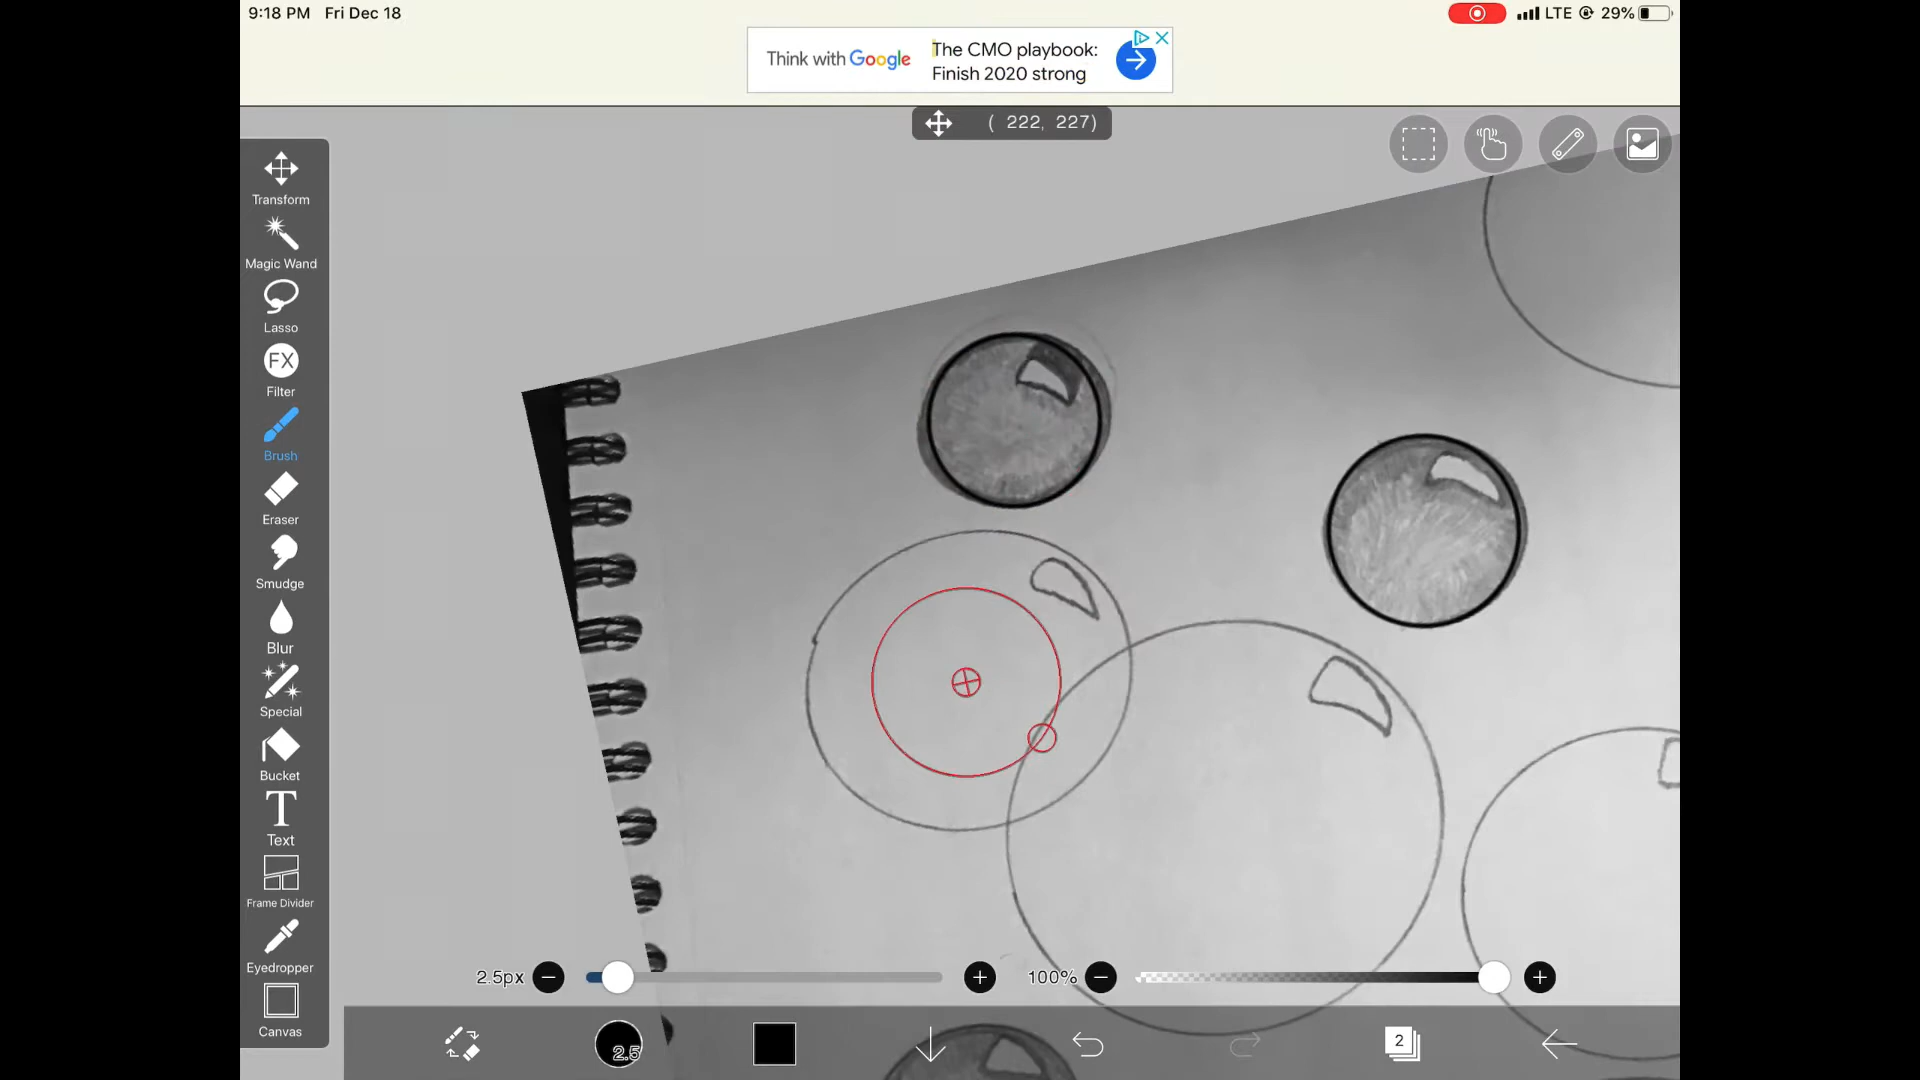 9:18 PM Fri Dec 18
LTE 29%
Think with Google
The CMO playbook:
Finish 2020 strong
( 222, 227)
Transform
Magic Wand
Lasso
FX
Filter
Brush
Eraser
Smudge
Blur
Special
Bucket
T
Text
Frame Divider
Eyedropper
Canvas
2.5px
100%
2.5
2